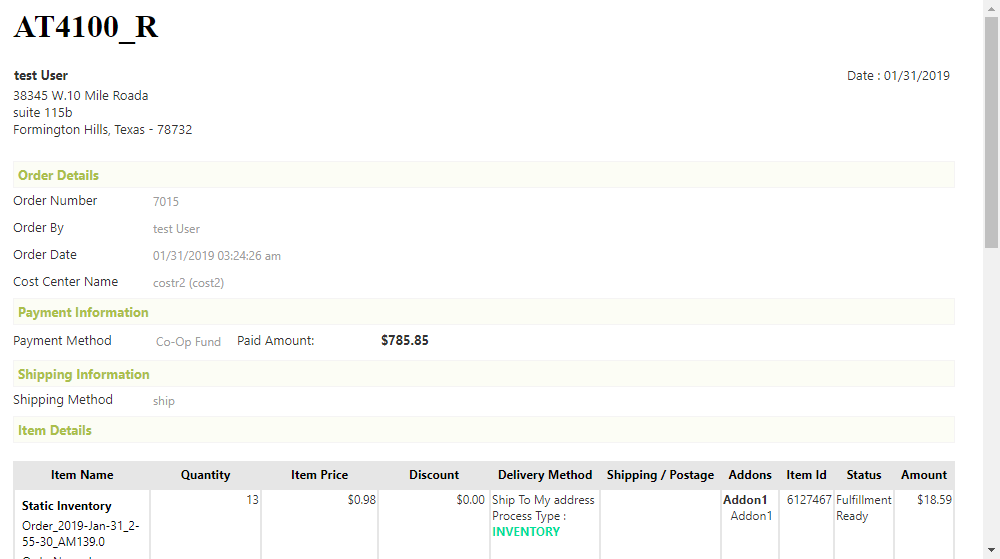 AT4100_R
test User
Date : 01/31/2019
38345 W.10 Mile Roada
suite 115b
Formington Hills, Texas - 78732
Order Details
Order Number 7015
Order By test User
Order Date 01/31/2019 03:24:26 am
Cost Center Name costr2 (cost2)
Payment Information
Payment Method Co-Op Fund Paid Amount: $785.85
Shipping Information
Shipping Method ship
Item Details
Item Name Quantity Item Price Discount Delivery Method Shipping / Postage Addons Item Id Status Amount
Static Inventory 13 $0.98 $0.00 Ship To My address Addon1 6127467 Fulfillment $18.59
Order_2019-Jan-31_2- Process Type : Addon1 Ready
55-30_AM139.0 INVENTORY